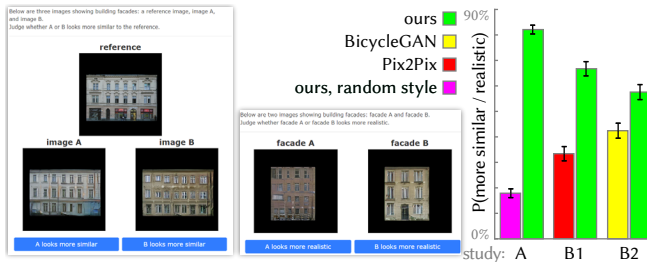 Below are three images showing building facades: a reference image, image A,
and image B.
Judge whether A or B looks more similar to the reference.
reference
image A
image B
A looks more similar
B looks more similar
Below are two images showing building facades: facade A and facade B.
Judge whether facade A or facade B looks more realistic.
facade A
facade B
A looks more realistic
B looks more realistic
ours
BicycleGAN
Pix2Pix
ours, random style
P(more similar / realistic)
90%
0%
study: A B1 B2